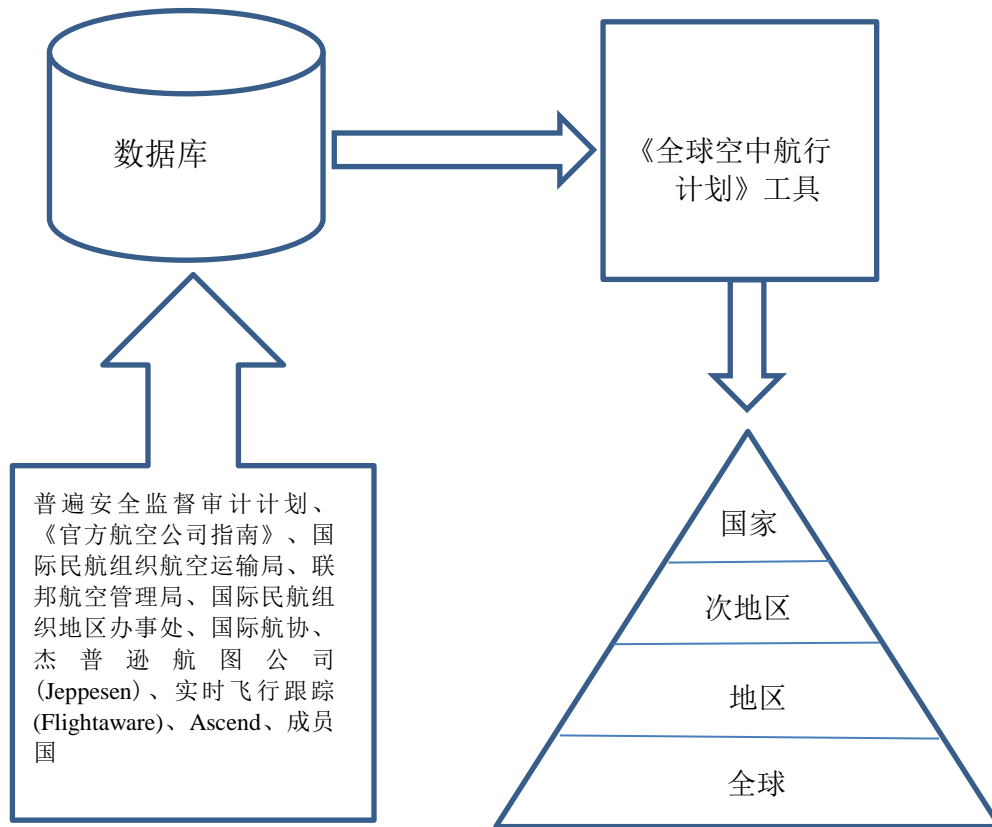 数据库
《全球空中航行
计划》工具
普遍安全监督审计计划、
《官方航空公司指南》、国
际民航组织航空运输局、联
邦航空管理局、国际民航组
织地区办事处、国际航协、
杰普逊航图公司
(Jeppesen)、实时飞行跟踪
(Flightaware)、Ascend、成员
国
国家
次地区
地区
全球